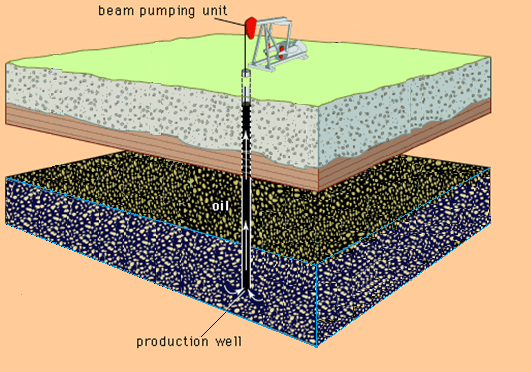 beam pumping unit
oil
production well